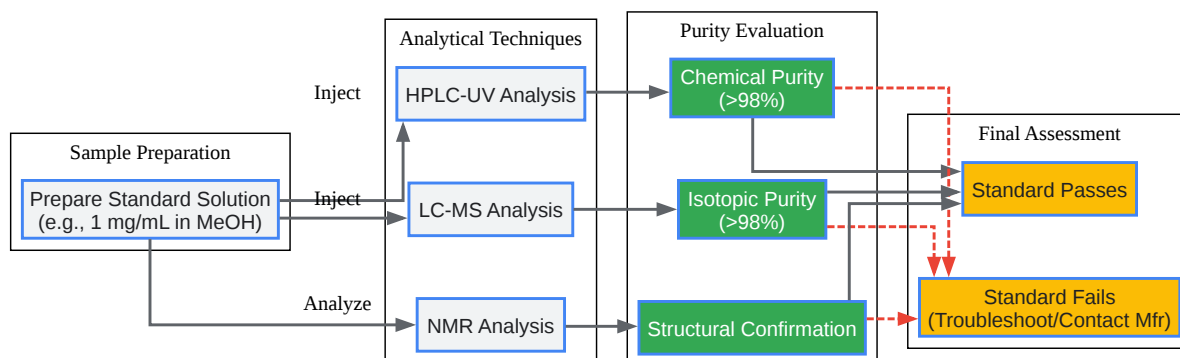 Sample Preparation
Prepare Standard Solution
(e.g., 1 mg/mL in MeOH)
Inject
Inject
Analyze
Analytical Techniques
HPLC-UV Analysis
LC-MS Analysis
NMR Analysis
Purity Evaluation
Chemical Purity
(>98%)
Isotopic Purity
(>98%)
Structural Confirmation
Final Assessment
Standard Passes
Standard Fails
(Troubleshoot/Contact Mfr)